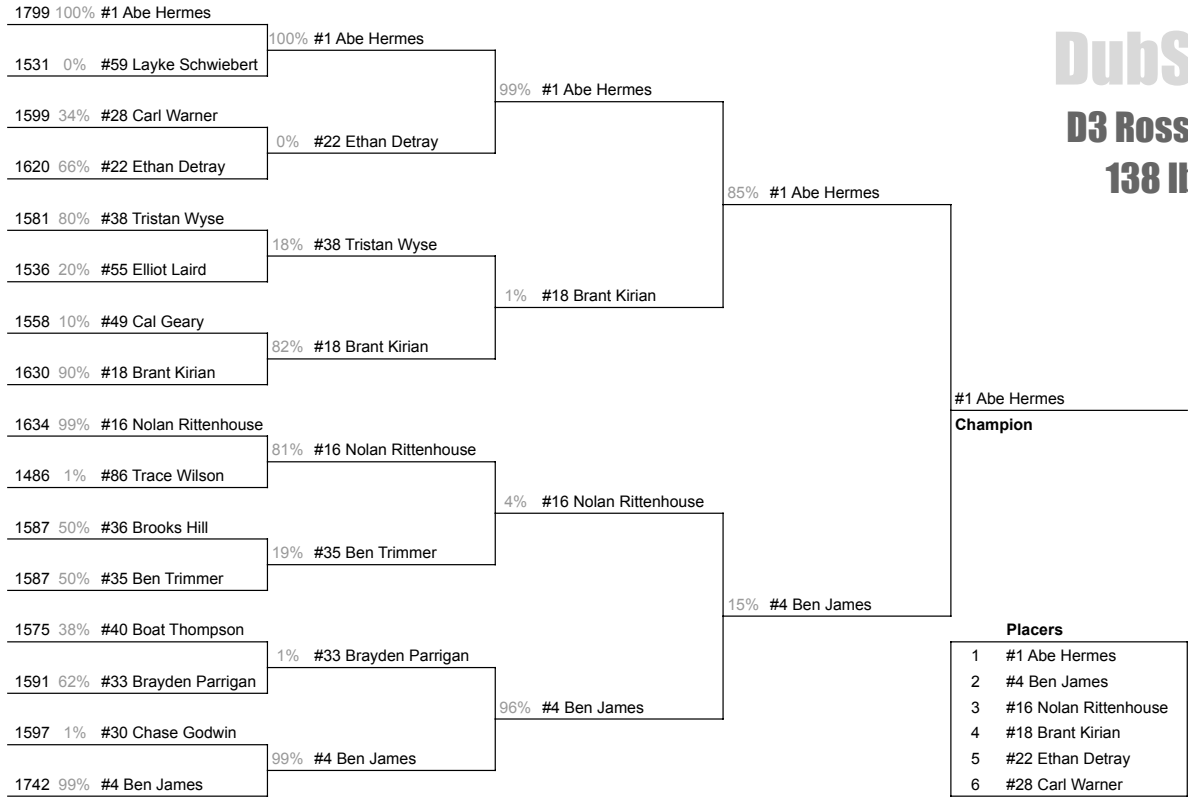 1799 100% #1 Abe Hermes
100% #1 Abe Hermes
1531 0% #59 Layke Schwiebert
99% #1 Abe Hermes
1599 34% #28 Carl Warner
0% #22 Ethan Detray
1620 66% #22 Ethan Detray
85% #1 Abe Hermes
1581 80% #38 Tristan Wyse
18% #38 Tristan Wyse
1536 20% #55 Elliot Laird
1% #18 Brant Kirian
1558 10% #49 Cal Geary
82% #18 Brant Kirian
1630 90% #18 Brant Kirian
#1 Abe Hermes
Champion
1634 99% #16 Nolan Rittenhouse
81% #16 Nolan Rittenhouse
1486 1% #86 Trace Wilson
4% #16 Nolan Rittenhouse
1587 50% #36 Brooks Hill
19% #35 Ben Trimmer
1587 50% #35 Ben Trimmer
15% #4 Ben James
1575 38% #40 Boat Thompson
1% #33 Brayden Parrigan
1591 62% #33 Brayden Parrigan
96% #4 Ben James
1597 1% #30 Chase Godwin
99% #4 Ben James
1742 99% #4 Ben James
DubS
D3 Ross
138 lb
Placers
1 #1 Abe Hermes
2 #4 Ben James
3 #16 Nolan Rittenhouse
4 #18 Brant Kirian
5 #22 Ethan Detray
6 #28 Carl Warner